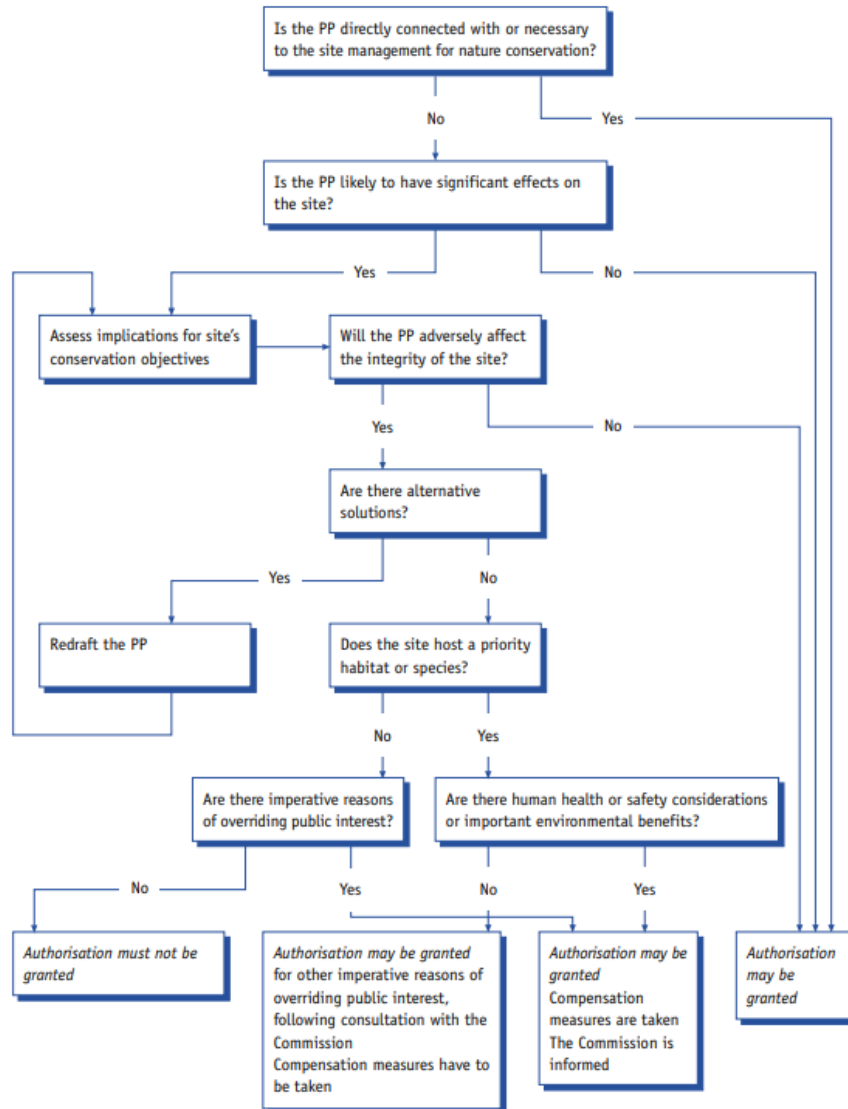 Is the PP directly connected with or necessary
to the site management for nature conservation?
No
Yes
Is the PP likely to have significant effects on
the site?
Yes
No
Assess implications for site's
conservation objectives
Will the PP adversely affect
the integrity of the site?
Yes
No
Are there alternative
solutions?
Yes
No
Redraft the PP
Does the site host a priority
habitat or species?
No
Yes
Are there imperative reasons
of overriding public interest?
Are there human health or safety considerations
or important environmental benefits?
No
Yes
No
Yes
Authorisation must not be
granted
Authorisation may be granted
for other imperative reasons of
overriding public interest,
following consultation with the
Commission
Compensation measures have to
be taken
Authorisation may be
granted
Compensation
measures are taken
The Commission is
informed
Authorisation
may be
granted